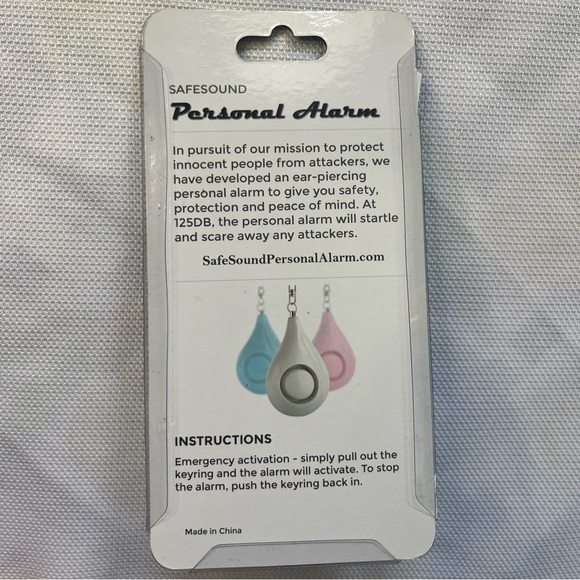 SAFESOUND
Personal Alarm
In pursuit of our mission to protect
innocent people from attackers, we
have developed an ear-piercing
personal alarm to give you safety,
protection and peace of mind. At
125DB, the personal alarm will startle
and scare away any attackers.
SafeSoundPersonalAlarm.com
INSTRUCTIONS
Emergency activation - simply pull out the
keyring and the alarm will activate. To stop
the alarm, push the keyring back in.
Made in China